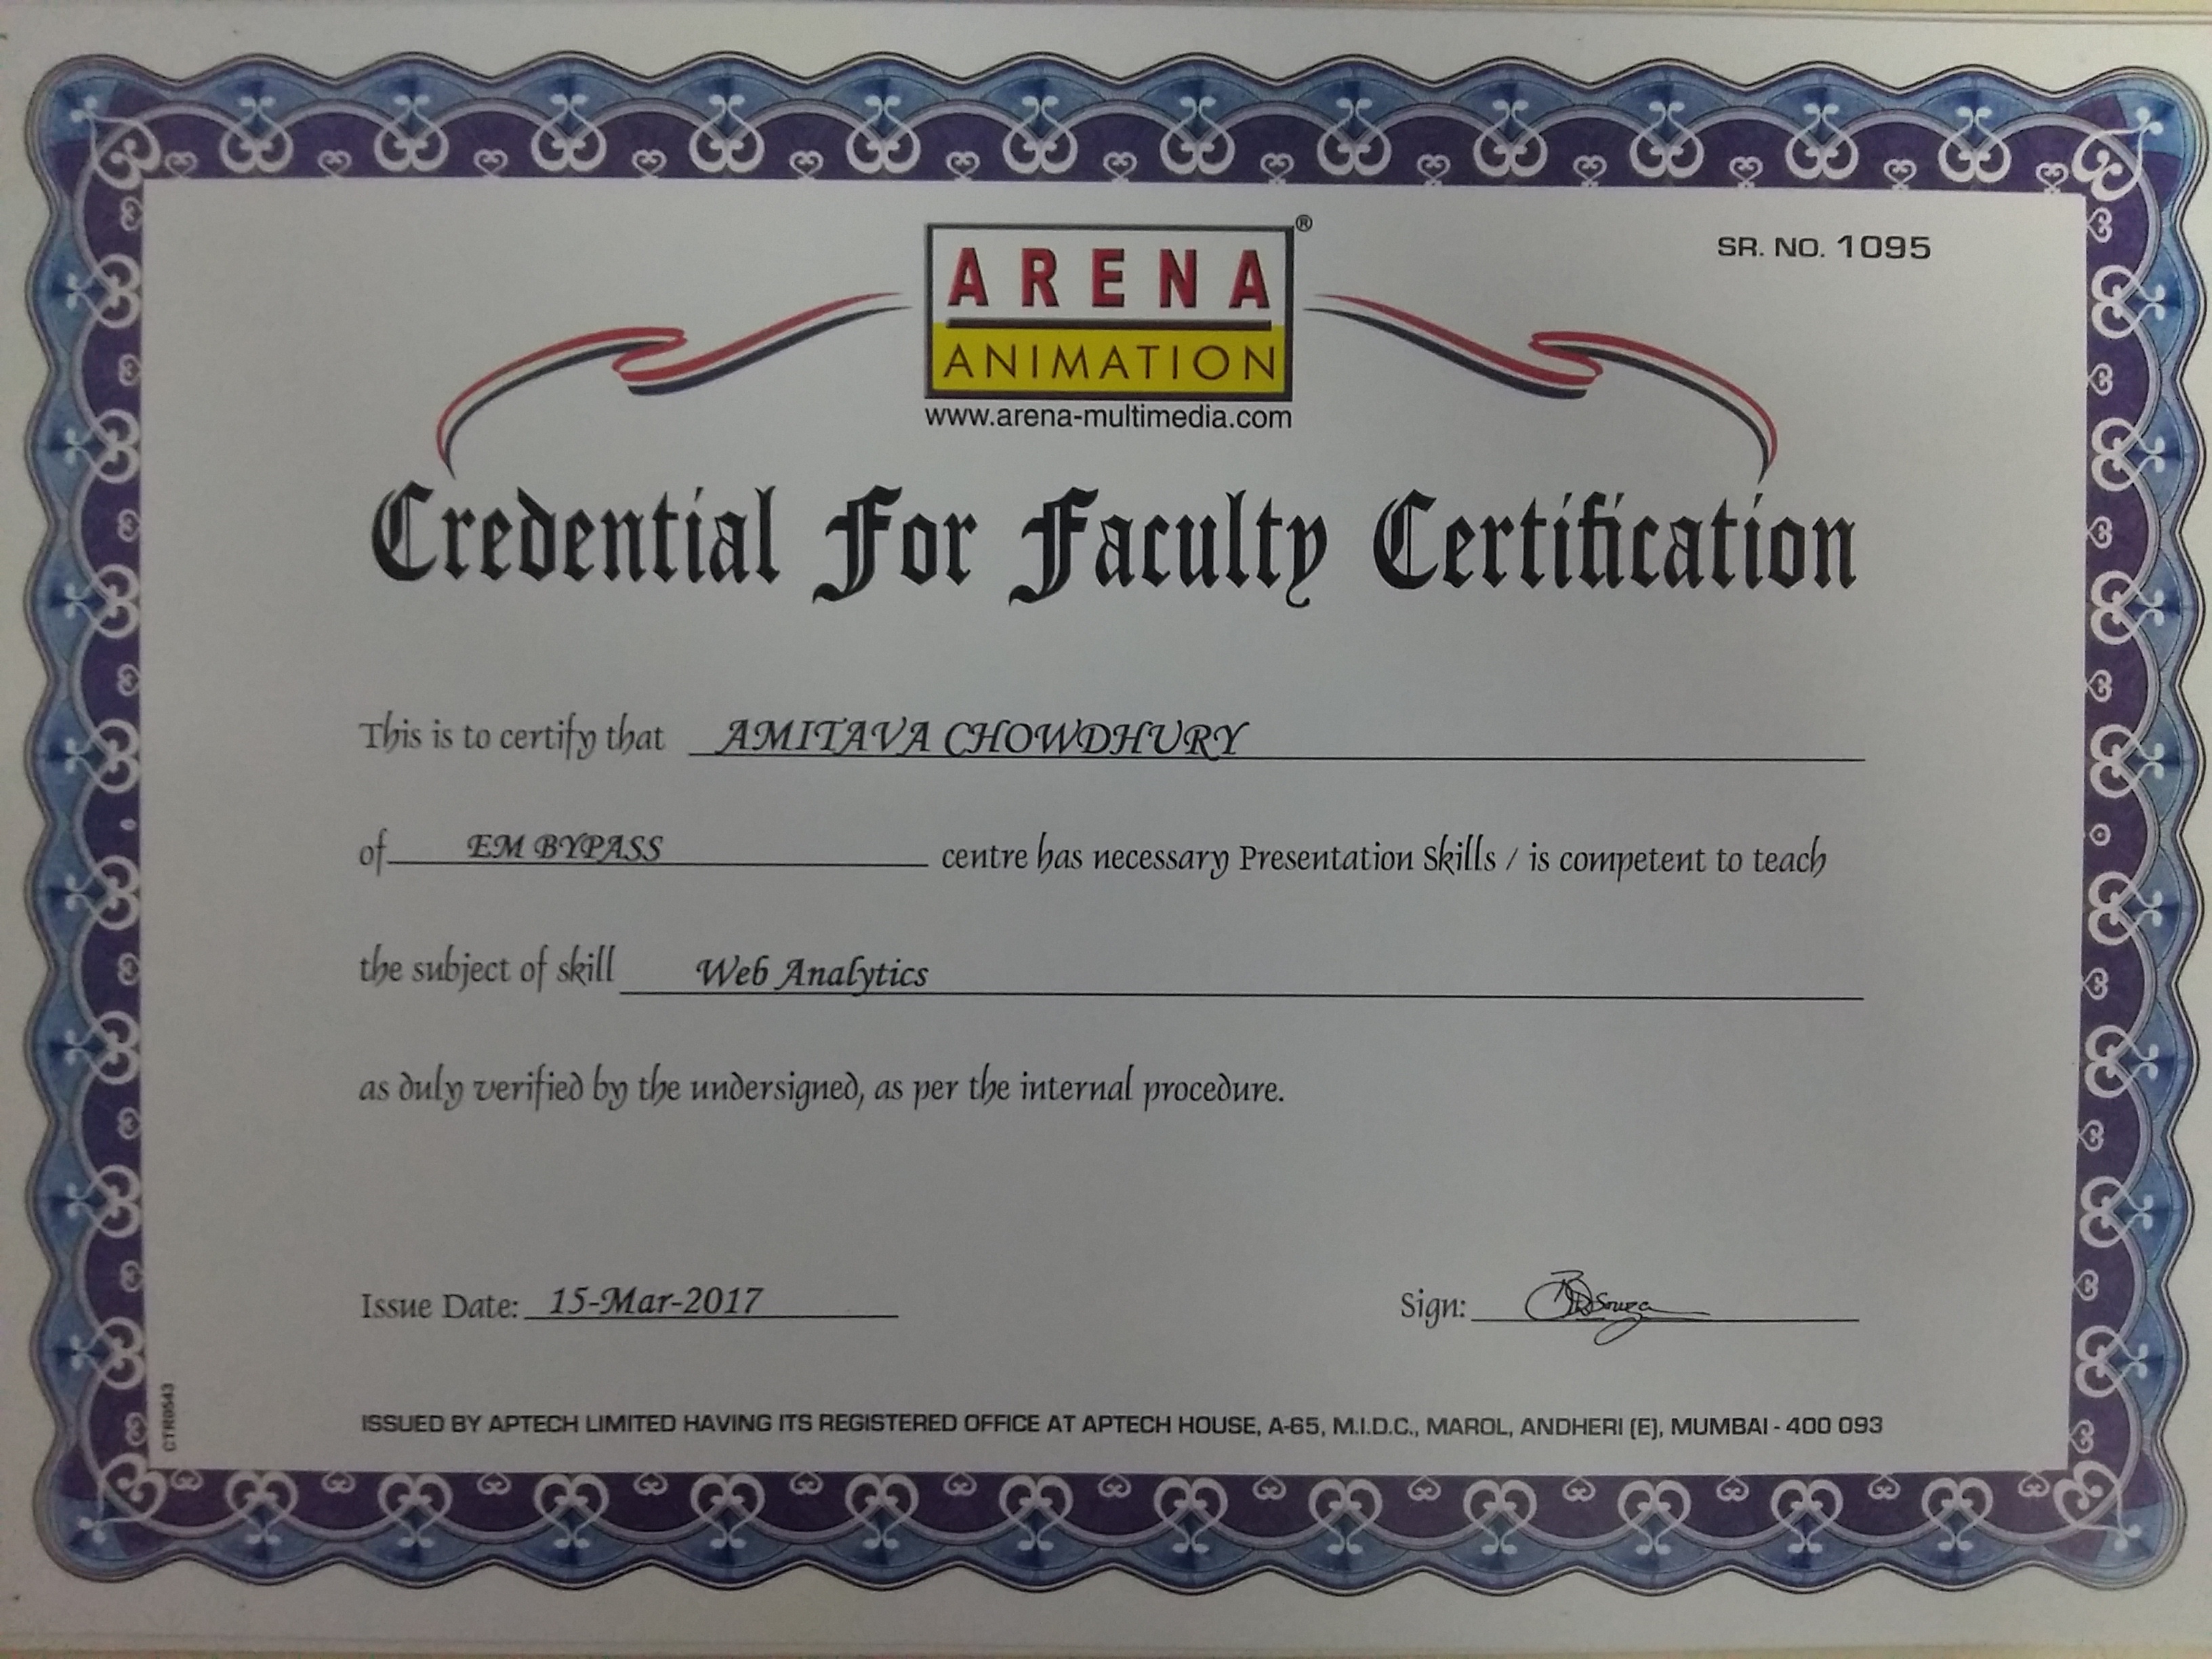 SR. NO. 1095
ARENA ®
ANIMATION
www.arena-multimedia.com
Credential For Faculty Certification
This is to certify that AMITAVA CHOWDHURY
of EM BYPASS centre has necessary Presentation Skills / is competent to teach
the subject of skill Web Analytics
as duly verified by the undersigned, as per the internal procedure.
Issue Date: 15-Mar-2017 Sign:
CTR0543
ISSUED BY APTECH LIMITED HAVING ITS REGISTERED OFFICE AT APTECH HOUSE, A-65, M.I.D.C., MAROL, ANDHERI (E), MUMBAI - 400 093